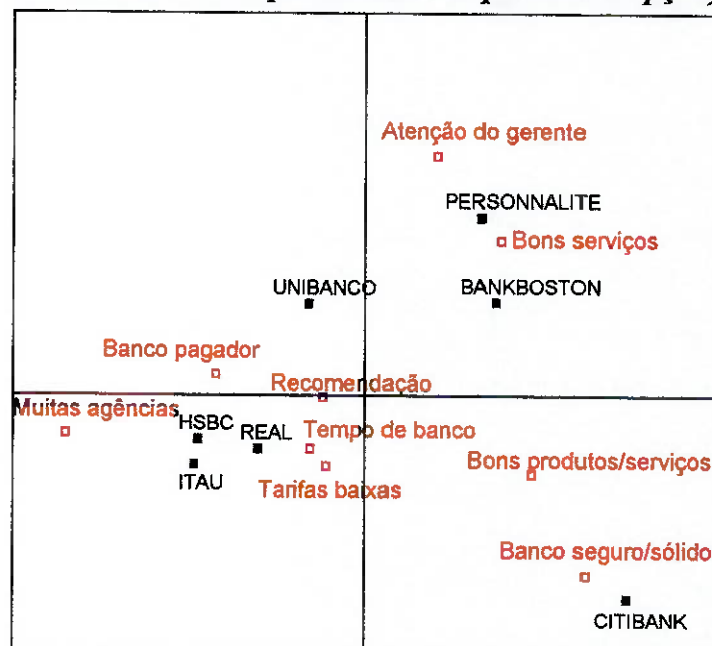 Atenção do gerente
PERSONNALITE
Bons serviços
UNIBANCO
BANKBOSTON
Banco pagador
Recomendação
Muitas agências
HSBC
REAL
Tempo de banco
ITAU
Tarifas baixas
Bons produtos/serviços
Banco seguro/sólido
CITIBANK